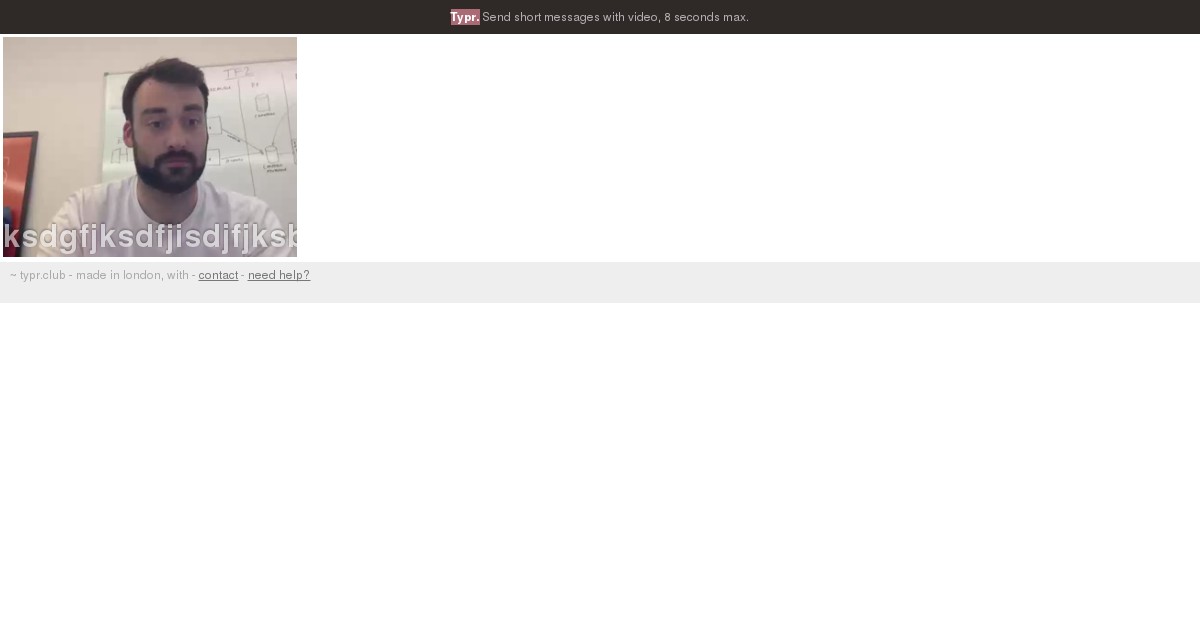 Typr. Send short messages with video, 8 seconds max.
ksdgfjksdfjisdjfjksb
~ typr.club - made in london, with - contact - need help?